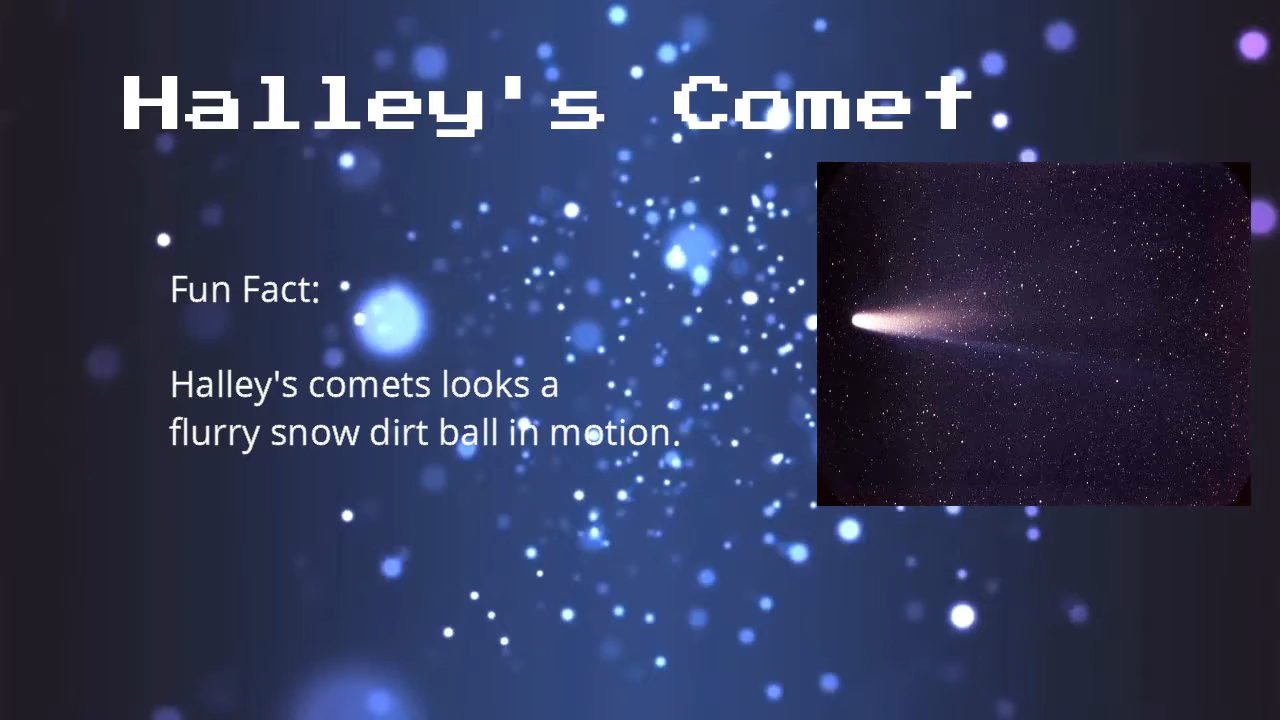 Halley's Comet
Fun Fact:
Halley's comets looks a
flurry snow dirt ball in motion.